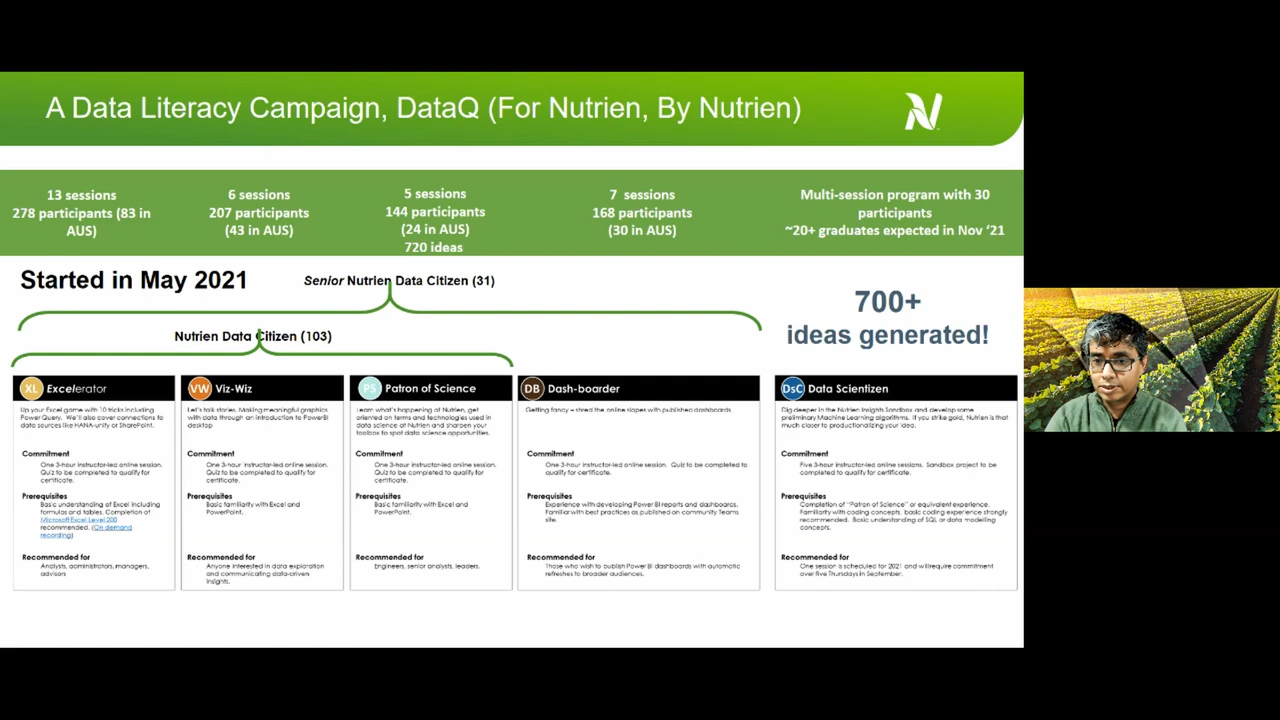 A Data Literacy Campaign, DataQ (For Nutrien, By Nutrien)
13 sessions
278 participants (83 in
AUS)
6 sessions
207 participants
(43 in AUS)
5 sessions
144 participants
(24 in AUS)
720 ideas
7 sessions
168 participants
(30 in AUS)
Multi-session program with 30
participants
~20+ graduates expected in Nov ‘21
Started in May 2021
Senior Nutrien Data Citizen (31)
Nutrien Data Citizen (103)
700+
ideas generated!
XL Excelerator
Up your Excel game with 10 tricks including
Power Query. We'll also cover connections to
data sources like HANA-unify or SharePoint.
Commitment
One 3-hour instructor-led online session.
Quiz to be completed to qualify for
certificate.
Prerequisites
Basic understanding of Excel including
formulas and tables. Completion of
Microsoft Excel Level 200
recommended. (On demand
recording)
Recommended for
Analysts, administrators, managers,
advisors
VW Viz-Wiz
Let's talk stories. Making meaningful graphics
with data through an introduction to PowerBI
desktop
Commitment
One 3-hour instructor-led online session.
Quiz to be completed to qualify for
certificate.
Prerequisites
Basic familiarity with Excel and
PowerPoint.
Recommended for
Anyone interested in data exploration
and communicating data-driven
insights.
PS Patron of Science
Learn what's happening at Nutrien, get
oriented on terms and technologies used in
data science at Nutrien and sharpen your
toolbox to spot data science opportunities.
Commitment
One 3-hour instructor-led online session.
Quiz to be completed to qualify for
certificate.
Prerequisites
Basic familiarity with Excel and
PowerPoint.
Recommended for
Engineers, senior analysts, leaders.
DB Dash-boarder
Getting fancy – shred the online slopes with published dashboards
Commitment
One 3-hour instructor-led online session. Quiz to be completed to
qualify for certificate.
Prerequisites
Experience with developing Power BI reports and dashboards.
Familiar with best practices as published on community Teams
site.
Recommended for
Those who wish to publish Power BI dashboards with automatic
refreshes to broader audiences.
DsC Data Scientizen
Dig deeper in the Nutrien Insights Sandbox and develop some
preliminary Machine Learning algorithms. If you strike gold, Nutrien is that
much closer to productionalizing your idea.
Commitment
Five 3-hour instructor-led online sessions. Sandbox project to be
completed to qualify for certificate.
Prerequisites
Completion of "Patron of Science" or equivalent experience.
Familiarity with coding concepts, basic coding experience strongly
recommended. Basic understanding of SQL or data modelling
concepts.
Recommended for
One session is scheduled for 2021 and will require commitment
over five Thursdays in September.